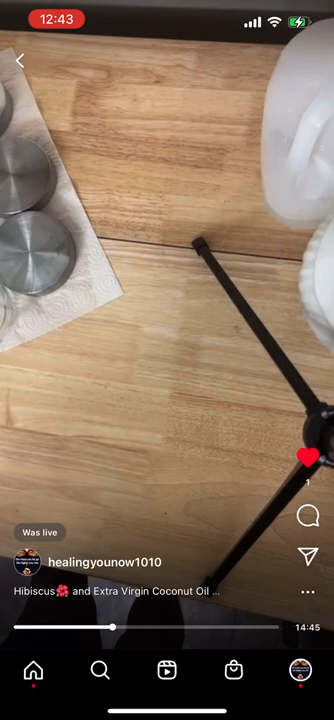 12:43
Was live
healingyounow1010
Hibiscus🌺 and Extra Virgin Coconut Oil ...
1
14:45